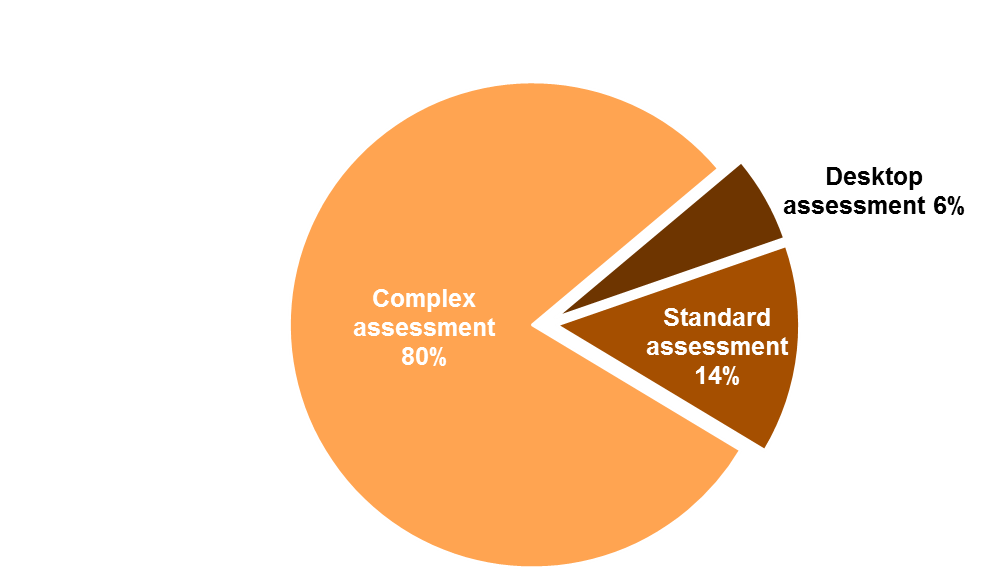 Desktop
assessment 6%
Complex
assessment
80%
Standard
assessment
14%